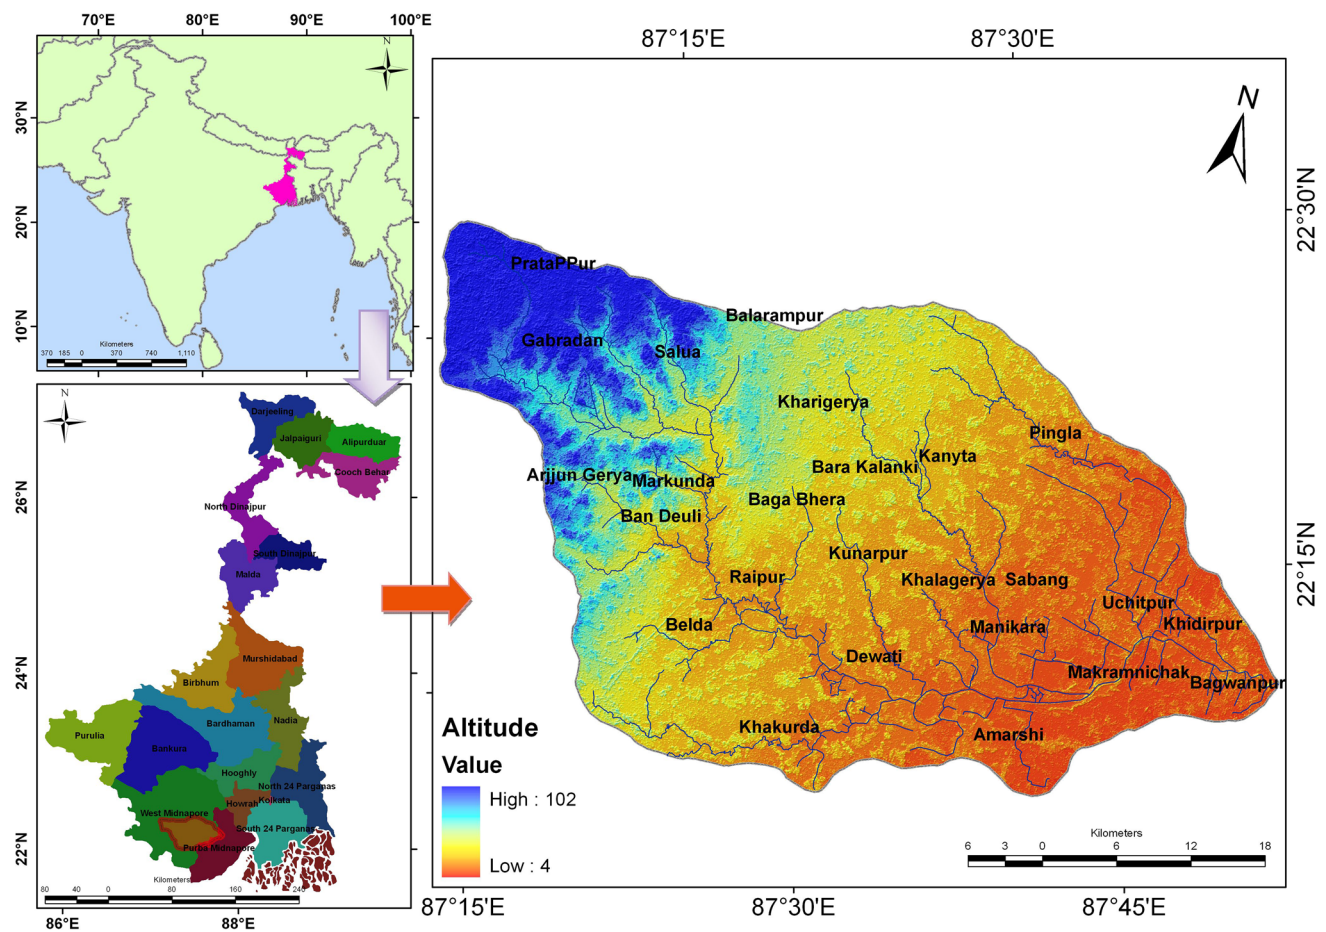 70°E 80°E 90°E 100°E
N
30°N
20°N
10°N
Kilometers
370 185 0 370 740 1,110
N
Darjeeling
Jalpaiguri
Alipurduar
Cooch Behar
North Dinajpur
South Dinajpur
Malda
Murshidabad
Birbhum
Nadia
Bardhaman
Purulia
Bankura
Hooghly
North 24 Parganas
Kolkata
Howrah
West Midnapore
South 24 Parganas
Purba Midnapore
26°N
24°N
22°N
Kilometers
80 40 0 80 160 240
86°E 88°E
87°15'E 87°30'E
N
22°30'N
22°15'N
PrataPPur
Balarampur
Gabradan
Salua
Kharigerya
Pingla
Kanyta
Bara Kalanki
Arjjun Gerya
Markunda
Baga Bhera
Ban Deuli
Kunarpur
Raipur
Khalagerya
Sabang
Uchitpur
Khidirpur
Belda
Manikara
Dewati
Makramnichak
Bagwanpur
Khakurda
Amarshi
Altitude
Value
High : 102
Low : 4
Kilometers
6 3 0 6 12 18
87°15'E 87°30'E 87°45'E